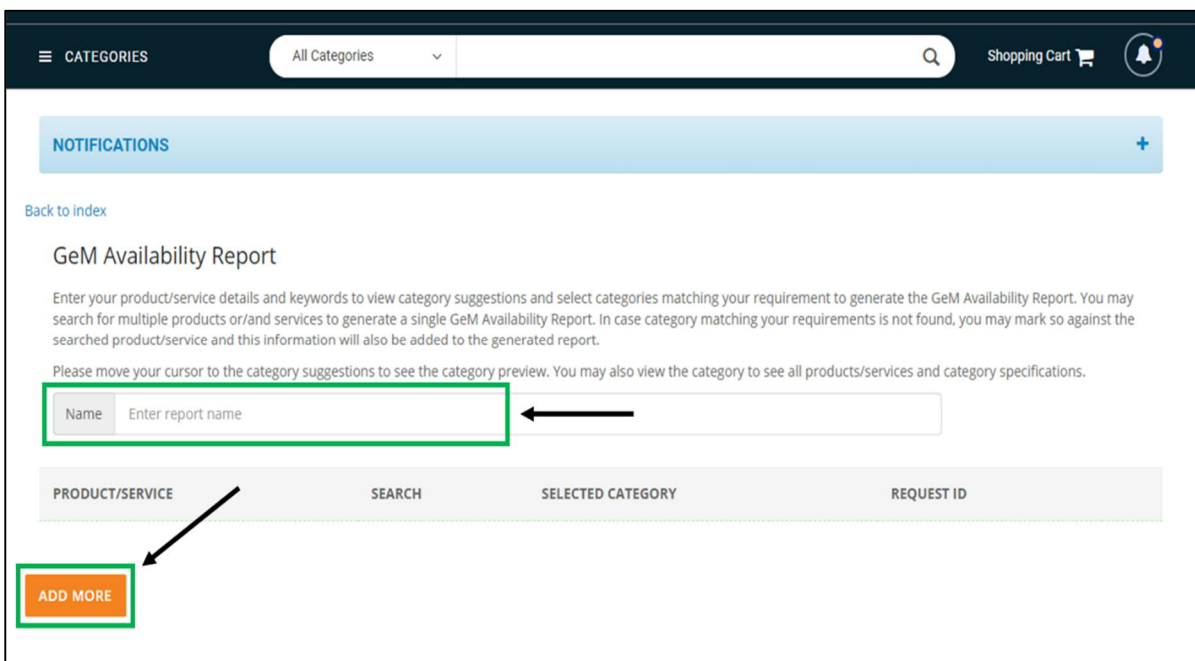 CATEGORIES All Categories Shopping Cart
NOTIFICATIONS +
Back to index
GeM Availability Report
Enter your product/service details and keywords to view category suggestions and select categories matching your requirement to generate the GeM Availability Report. You may
search for multiple products or/and services to generate a single GeM Availability Report. In case category matching your requirements is not found, you may mark so against the
searched product/service and this information will also be added to the generated report.
Please move your cursor to the category suggestions to see the category preview. You may also view the category to see all products/services and category specifications.
Name Enter report name
PRODUCT/SERVICE SEARCH SELECTED CATEGORY REQUEST ID
ADD MORE